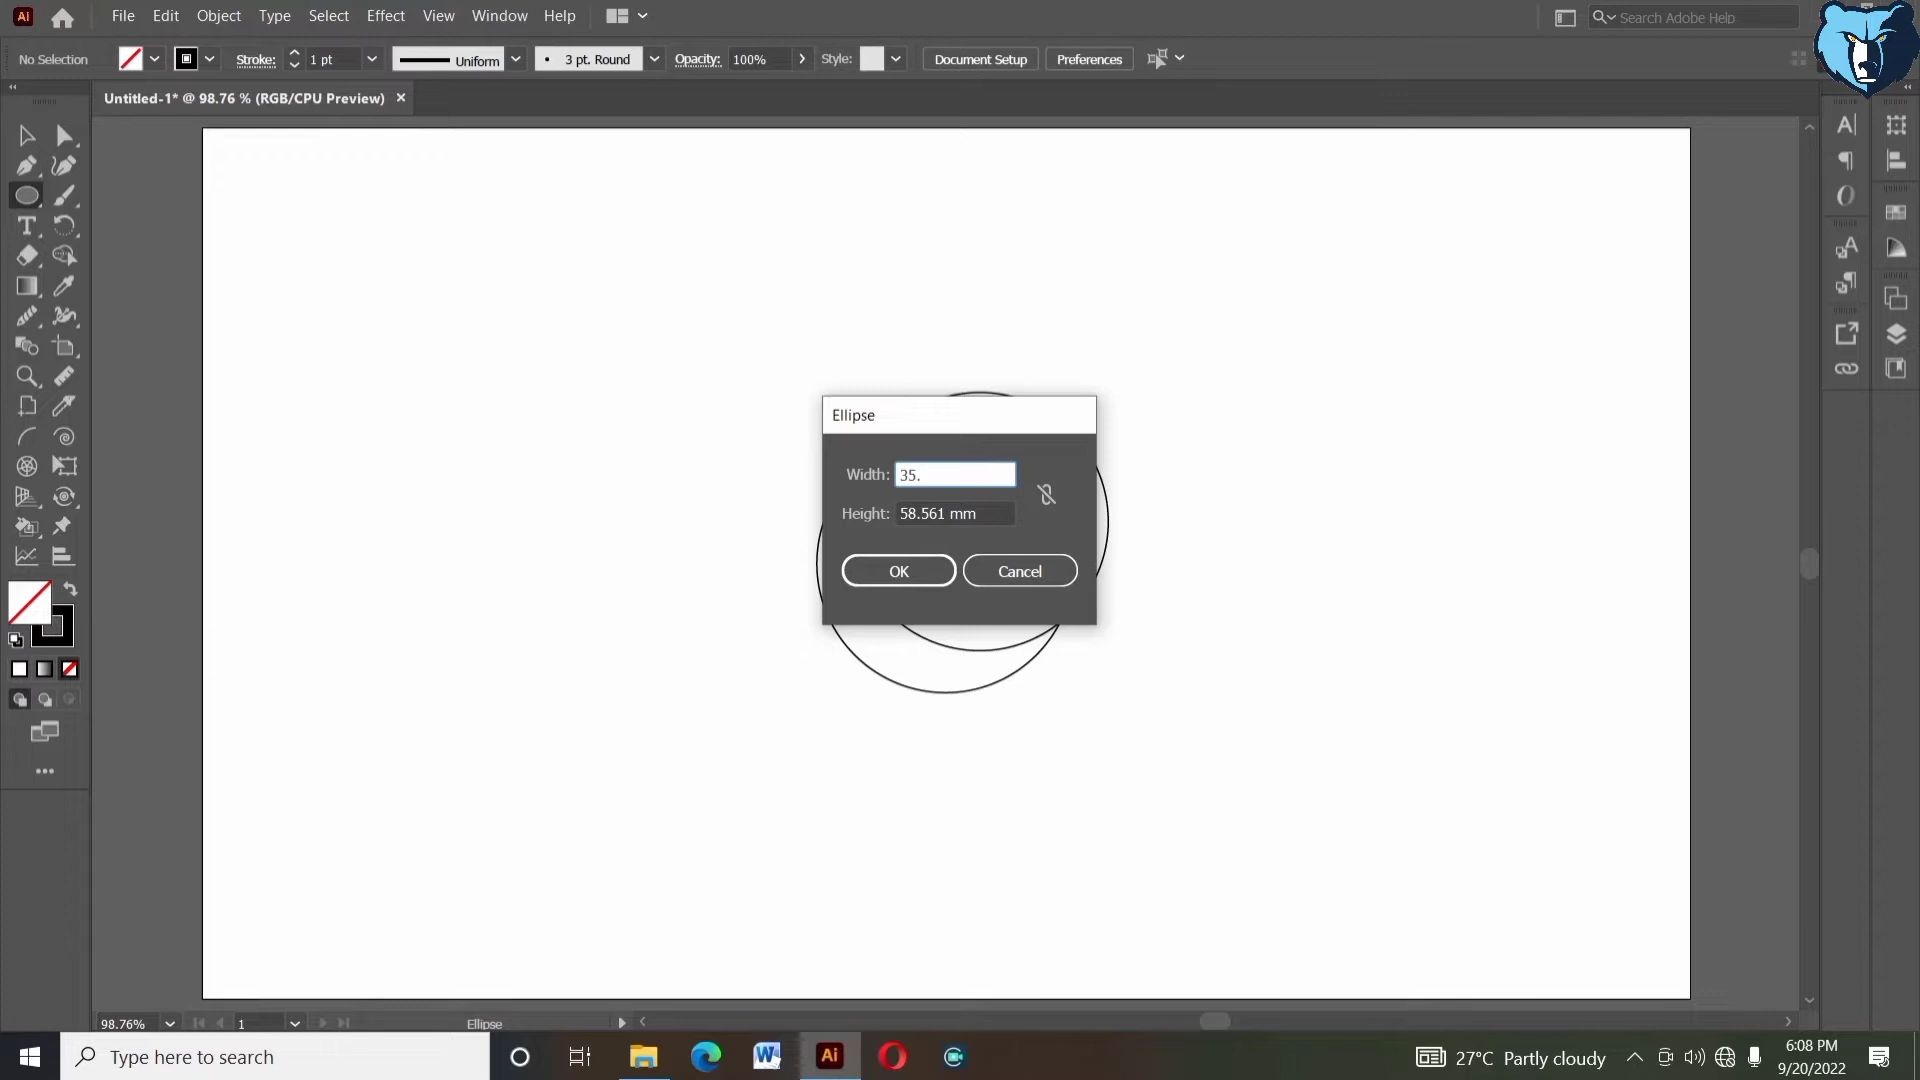 Ai File Edit Object Type Select Effect View Window Help Search Adobe Help
No Selection Stroke: 1 pt Uniform 3 pt. Round Opacity: 100% Style: Document Setup Preferences
Untitled-1* @ 98.76 % (RGB/CPU Preview) ×
Ellipse
Width: 35.
Height: 58.561 mm
OK Cancel
98.76% 1 Ellipse
Type here to search
27°C Partly cloudy
6:08 PM
9/20/2022